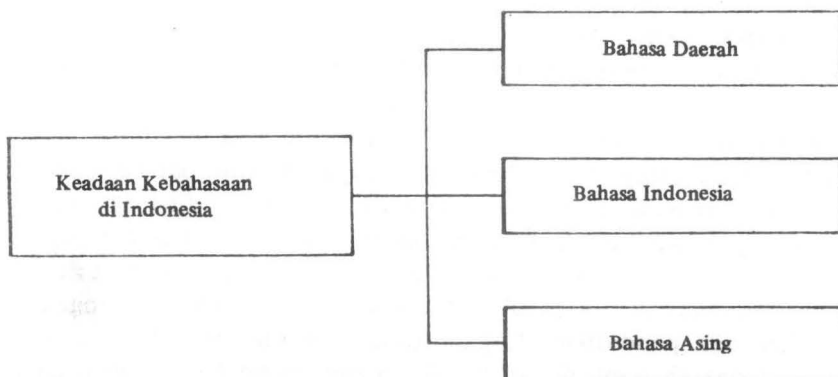 Bahasa Daerah
Keadaan Kebahasaan
di Indonesia
Bahasa Indonesia
Bahasa Asing